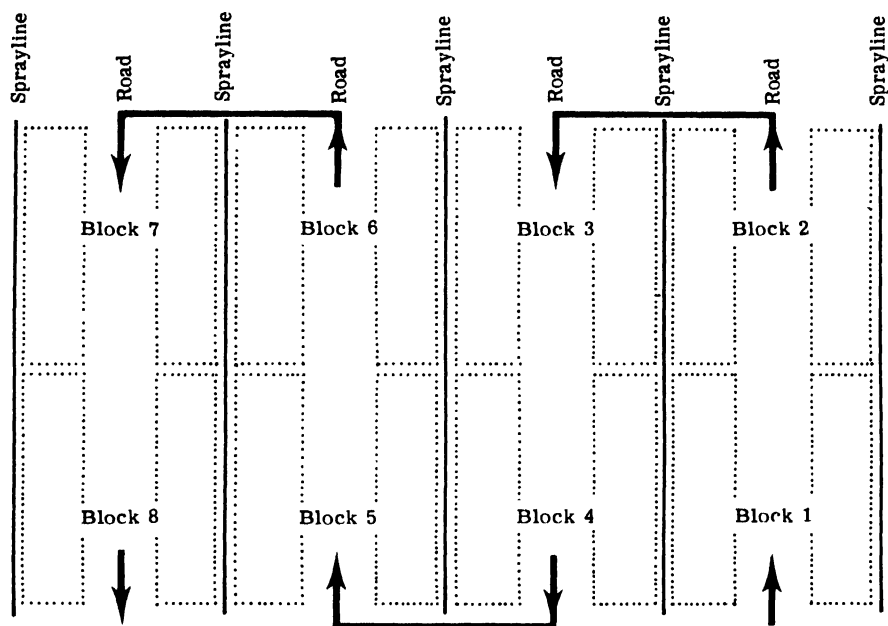 Sprayline
Road
Sprayline
Road
Sprayline
Road
Sprayline
Road
Sprayline
Block 7
Block 6
Block 3
Block 2
Block 8
Block 5
Block 4
Block 1